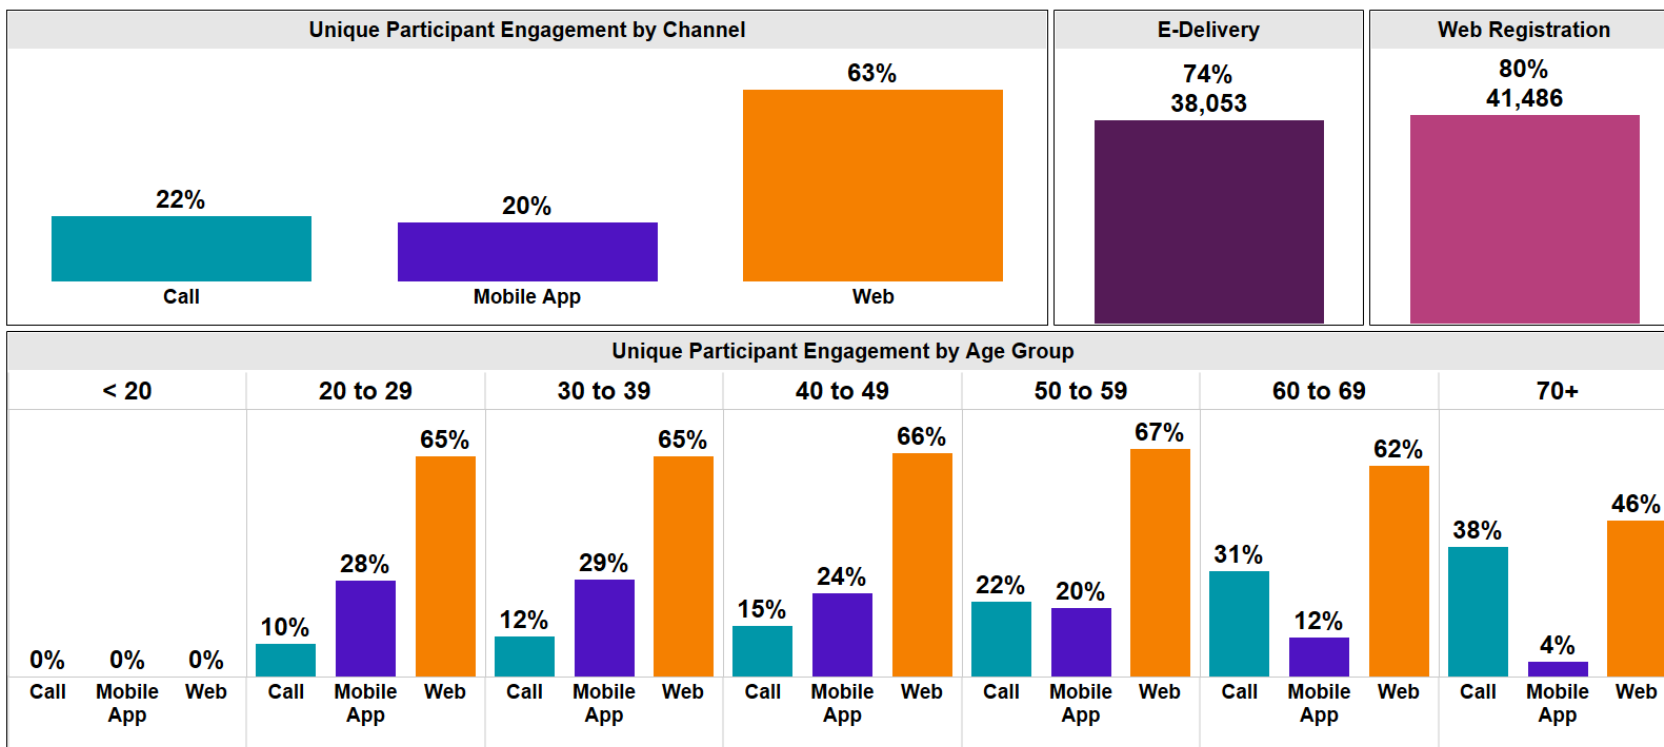 Unique Participant Engagement by Channel
E-Delivery
Web Registration
22%
20%
63%
Call
Mobile App
Web
74%
38,053
80%
41,486
Unique Participant Engagement by Age Group
< 20
20 to 29
30 to 39
40 to 49
50 to 59
60 to 69
70+
0%
0%
0%
10%
28%
65%
12%
29%
65%
15%
24%
66%
22%
20%
67%
31%
12%
62%
38%
4%
46%
Call
Mobile
App
Web
Call
Mobile
App
Web
Call
Mobile
App
Web
Call
Mobile
App
Web
Call
Mobile
App
Web
Call
Mobile
App
Web
Call
Mobile
App
Web